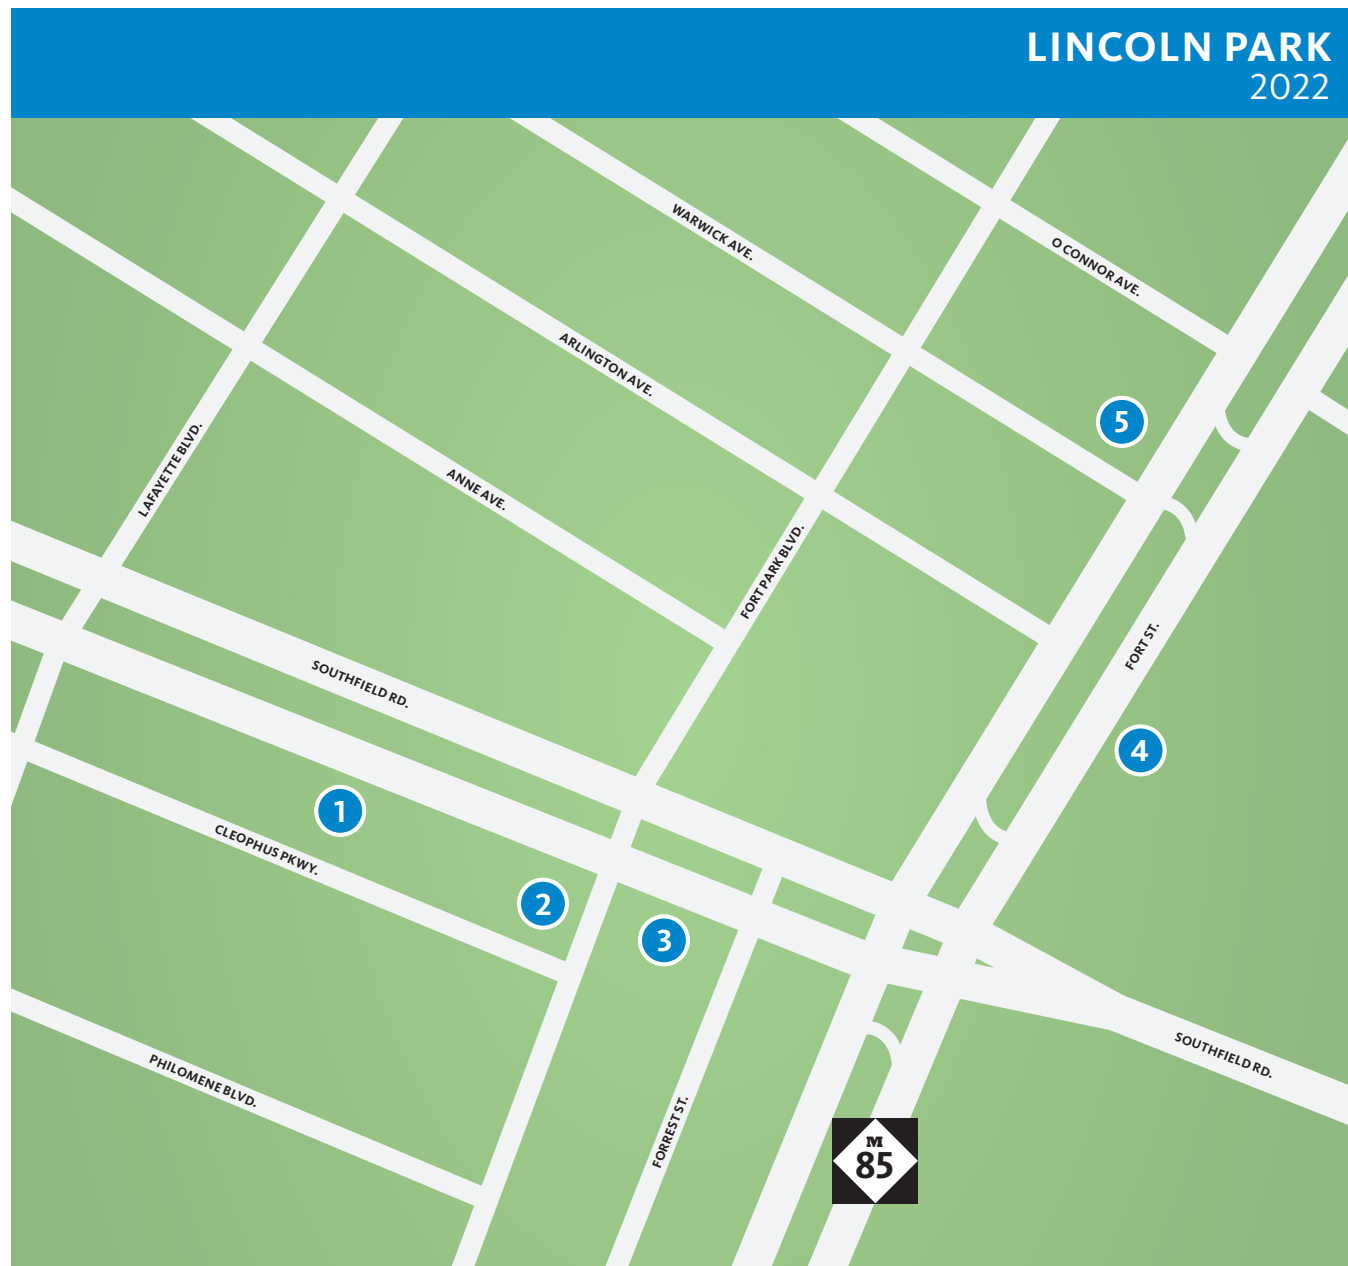 LINCOLN PARK
2022
WARWICK AVE.
O CONNOR AVE.
ARLINGTON AVE.
LAFAYETTE BLVD.
ANNE AVE.
5
FORT PARK BLVD.
FORT ST.
SOUTHFIELD RD.
4
1
CLEOPHUS PKWY.
2
3
SOUTHFIELD RD.
PHILOMENE BLVD.
FORREST ST.
M
85